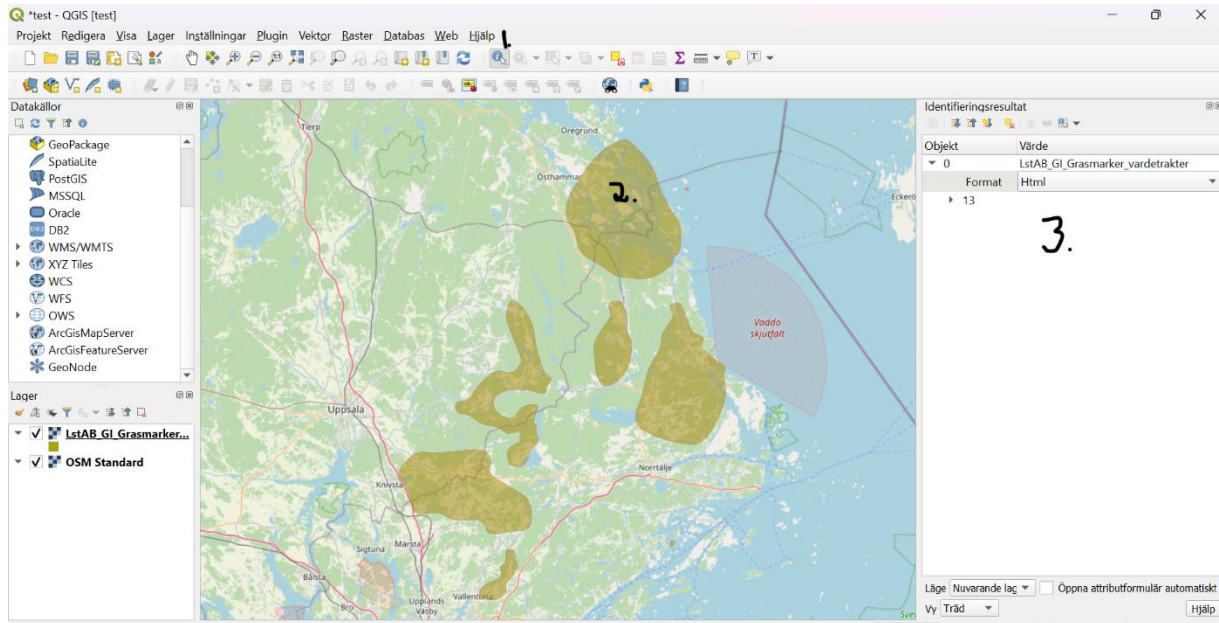 *test - QGIS [test]
Projekt Redigera Visa Lager Inställningar Plugin Vektor Raster Databas Web Hjälp
1.
Datakällor
GeoPackage
SpatiaLite
PostGIS
MSSQL
Oracle
DB2
WMS/WMTS
XYZ Tiles
WCS
WFS
OWS
ArcGisMapServer
ArcGisFeatureServer
GeoNode
Lager
LstAB_GI_Grasmarker...
OSM Standard
Tierp
Öregrund
Östhammar
2.
Eckerö
Väddö
skjutfält
Uppsala
Norrtälje
Knivsta
Sigtuna
Märsta
Bålsta
Bro
Upplands
Väsby
Vallentuna
Identifieringsresultat
Objekt Värde
0 LstAB_GI_Grasmarker_vardetrakter
Format Html
13
3.
Läge Nuvarande lag Öppna attributformulär automatiskt
Vy Träd Hjälp